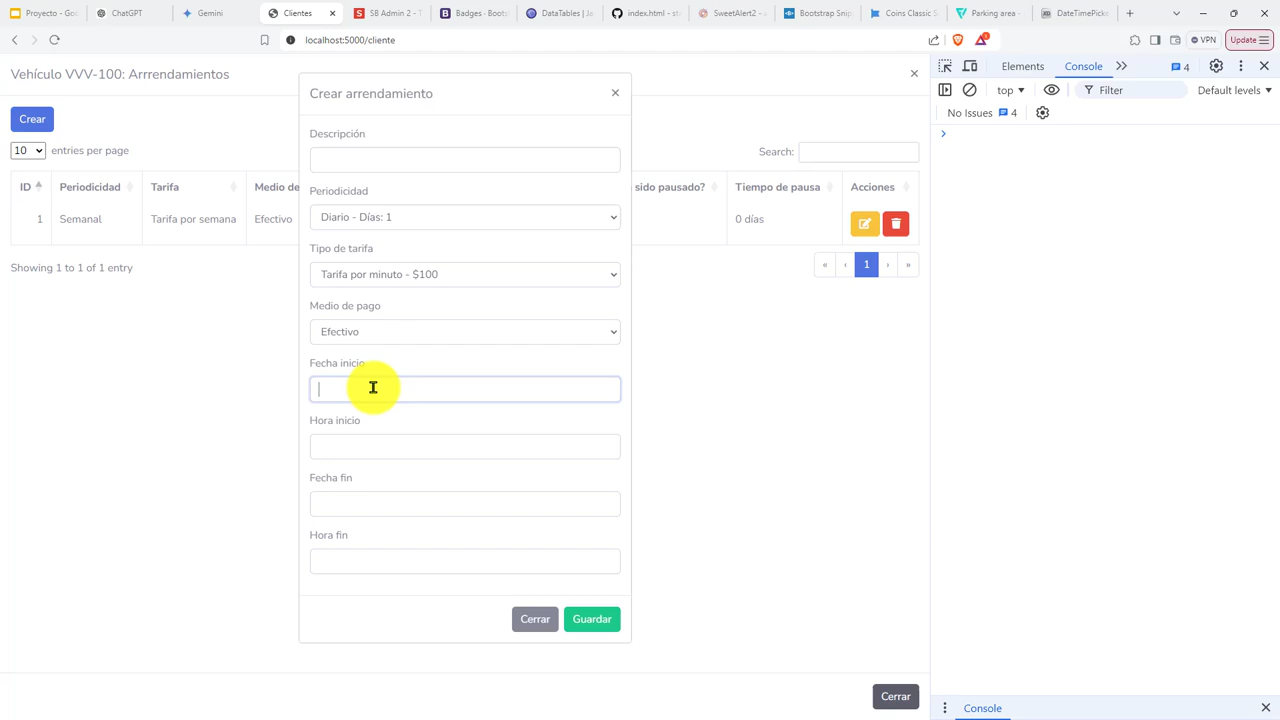 Proyecto - Goo
ChatGPT
Gemini
Clientes
SB Admin 2 - T
Badges - Boots
DataTables | Ja
index.html - sta
SweetAlert2 - a
Bootstrap Snip
Coins Classic S
Parking area -
DateTimePicke
localhost:5000/cliente
VPN
Update
Vehículo VVV-100: Arrrendamientos
Crear
10 entries per page
Search:
ID Periodicidad Tarifa Medio de sido pausado? Tiempo de pausa Acciones
1 Semanal Tarifa por semana Efectivo 0 días
Showing 1 to 1 of 1 entry
« ‹ 1 › »
Crear arrendamiento
Descripción
Periodicidad
Diario - Días: 1
Tipo de tarifa
Tarifa por minuto - $100
Medio de pago
Efectivo
Fecha inicio
Hora inicio
Fecha fin
Hora fin
Cerrar
Guardar
Cerrar
Elements
Console
4
top
Filter
Default levels
No Issues
4
Console